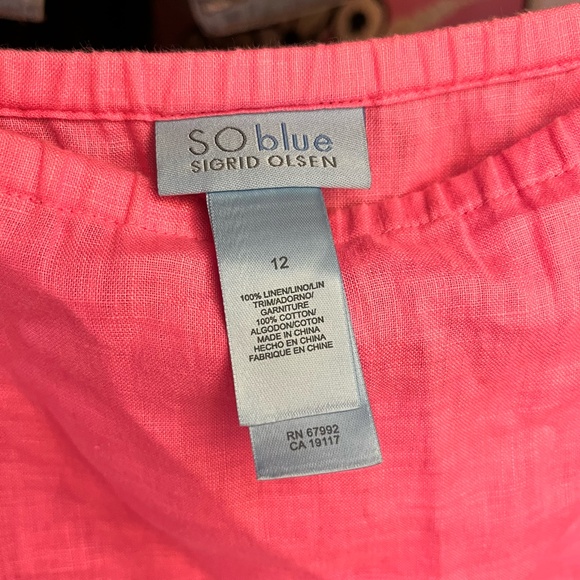 SO blue
SIGRID OLSEN
12
100% LINEN/LINO/LIN
TRIM/ADORNO/
GARNITURE
100% COTTON/
ALGODON/COTON
MADE IN CHINA
HECHO EN CHINA
FABRIQUE EN CHINE
RN 67992
CA 19117